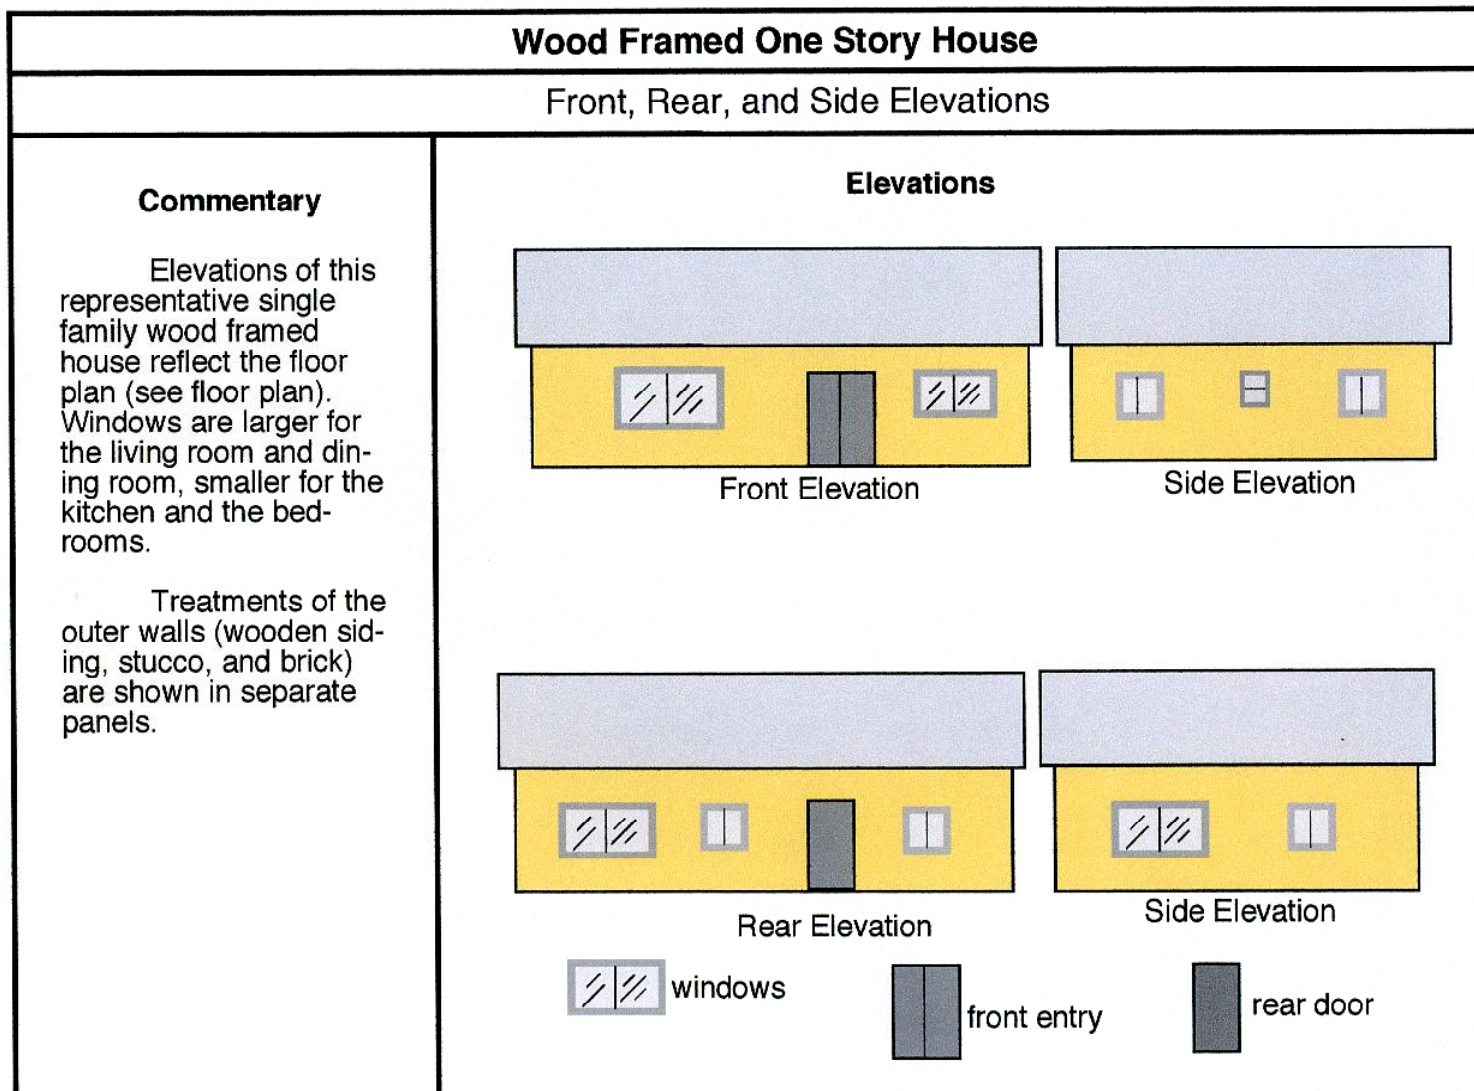 Wood Framed One Story House
Front, Rear, and Side Elevations
Commentary
Elevations of this
representative single
family wood framed
house reflect the floor
plan (see floor plan).
Windows are larger for
the living room and din-
ing room, smaller for the
kitchen and the bed-
rooms.
Treatments of the
outer walls (wooden sid-
ing, stucco, and brick)
are shown in separate
panels.
Elevations
Front Elevation
Side Elevation
Rear Elevation
Side Elevation
windows
front entry
rear door